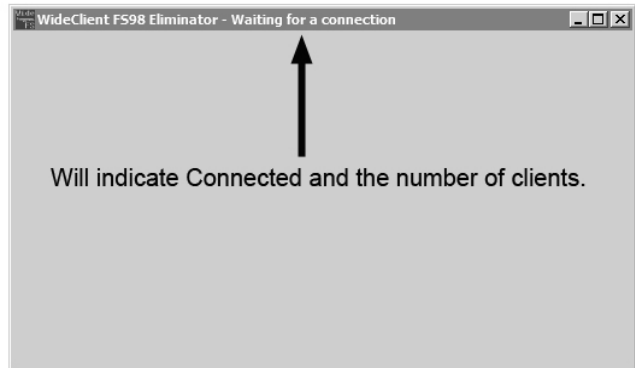 WideClient FS98 Eliminator - Waiting for a connection
Will indicate Connected and the number of clients.